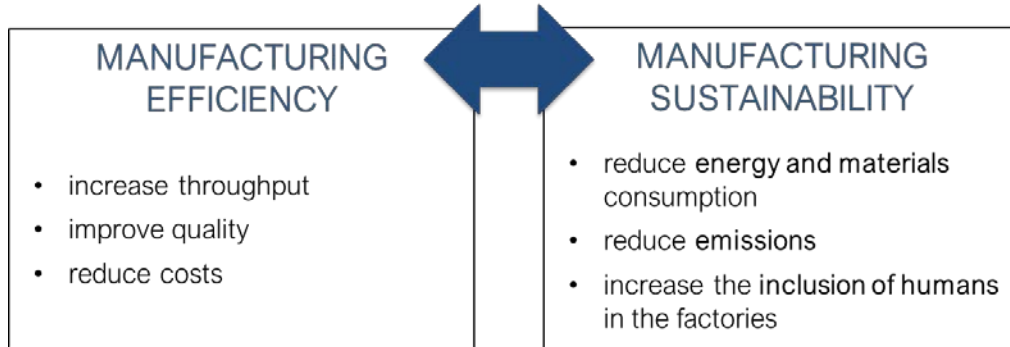 MANUFACTURING
EFFICIENCY
• increase throughput
• improve quality
• reduce costs
MANUFACTURING
SUSTAINABILITY
• reduce energy and materials
consumption
• reduce emissions
• increase the inclusion of humans
in the factories